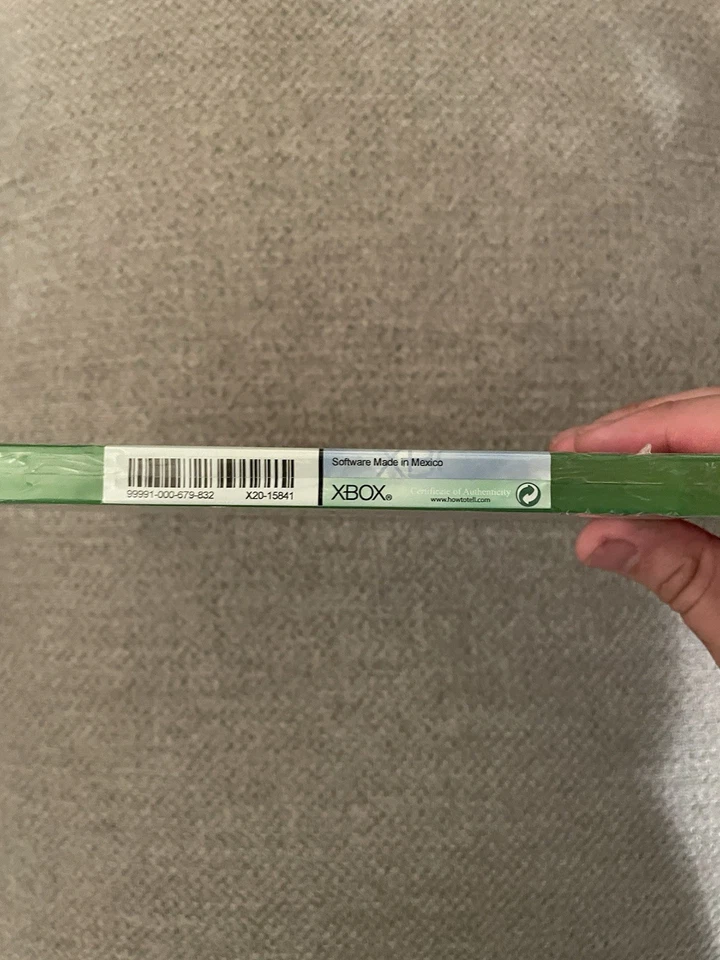 99991-000-679-832 X20-15841
Software Made in Mexico
XBOX® Certificate of Authenticity
www.howtotell.com